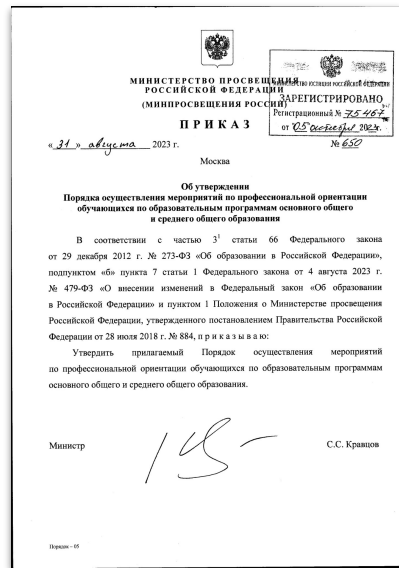 МИНИСТЕРСТВО ПРОСВЕЩЕНИЯ
РОССИЙСКОЙ ФЕДЕРАЦИИ
(МИНПРОСВЕЩЕНИЯ РОССИИ)
МИНИСТЕРСТВО ЮСТИЦИИ РОССИЙСКОЙ ФЕДЕРАЦИИ
ЗАРЕГИСТРИРОВАНО
Регистрационный № 75467
от "05" октября 2023г.
ПРИКАЗ
«31» августа 2023 г.
№ 650
Москва
Об утверждении
Порядка осуществления мероприятий по профессиональной ориентации
обучающихся по образовательным программам основного общего
и среднего общего образования
В соответствии с частью 3¹ статьи 66 Федерального закона
от 29 декабря 2012 г. № 273-ФЗ «Об образовании в Российской Федерации»,
подпунктом «б» пункта 7 статьи 1 Федерального закона от 4 августа 2023 г.
№ 479-ФЗ «О внесении изменений в Федеральный закон «Об образовании
в Российской Федерации» и пунктом 1 Положения о Министерстве просвещения
Российской Федерации, утвержденного постановлением Правительства Российской
Федерации от 28 июля 2018 г. № 884, п р и к а з ы в а ю:
Утвердить прилагаемый Порядок осуществления мероприятий
по профессиональной ориентации обучающихся по образовательным программам
основного общего и среднего общего образования.
Министр
С.С. Кравцов
Порядок – 05